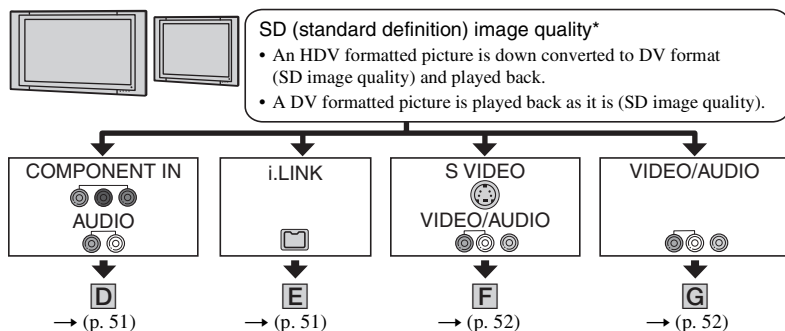 SD (standard definition) image quality*
• An HDV formatted picture is down converted to DV format
(SD image quality) and played back.
• A DV formatted picture is played back as it is (SD image quality).
COMPONENT IN
AUDIO
D
→ (p. 51)
i.LINK
E
→ (p. 51)
S VIDEO
VIDEO/AUDIO
F
→ (p. 52)
VIDEO/AUDIO
G
→ (p. 52)